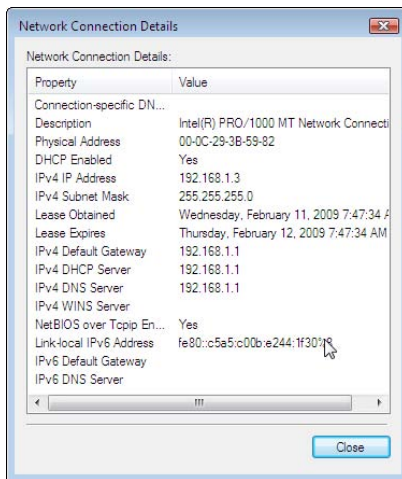 Network Connection Details
Network Connection Details:
Property Value
Connection-specific DN...
Description Intel(R) PRO/1000 MT Network Connecti
Physical Address 00-0C-29-3B-59-82
DHCP Enabled Yes
IPv4 IP Address 192.168.1.3
IPv4 Subnet Mask 255.255.255.0
Lease Obtained Wednesday, February 11, 2009 7:47:34 A
Lease Expires Thursday, February 12, 2009 7:47:34 AM
IPv4 Default Gateway 192.168.1.1
IPv4 DHCP Server 192.168.1.1
IPv4 DNS Server 192.168.1.1
IPv4 WINS Server
NetBIOS over Tcpip En... Yes
Link-local IPv6 Address
IPv6 Default Gateway
IPv6 DNS Server
Close